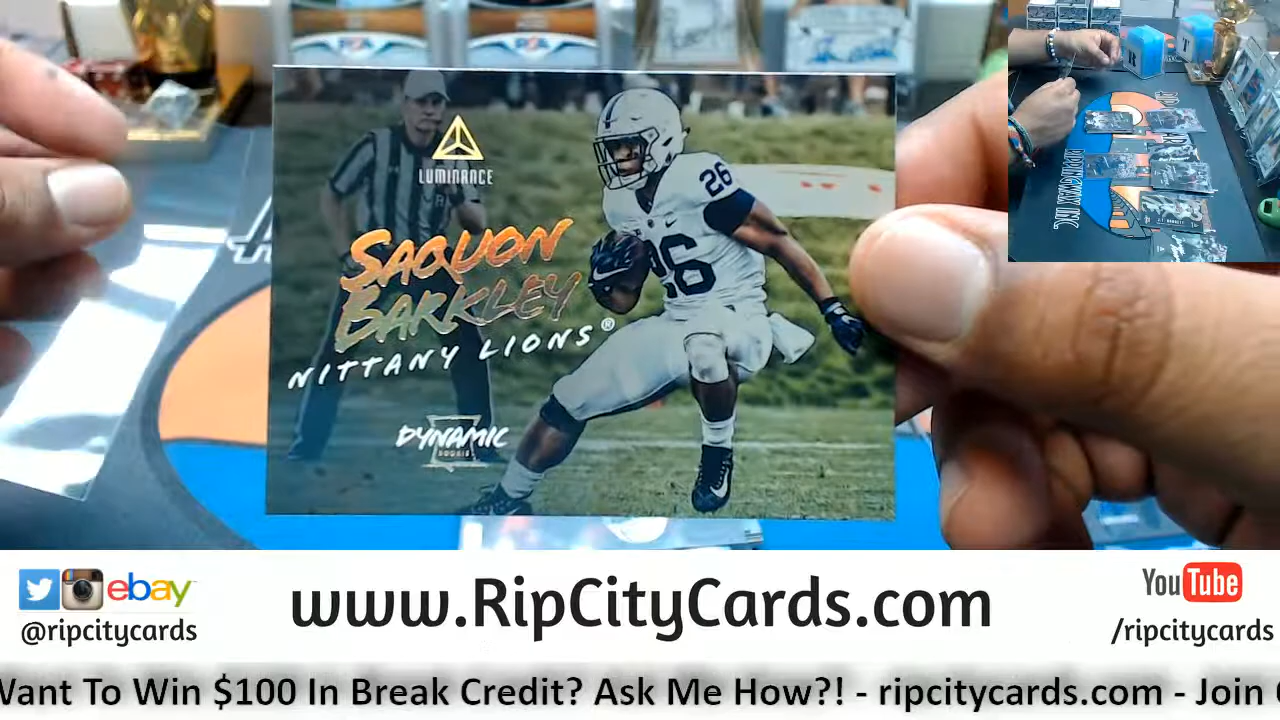 LUMINANCE
SAQUON
BARKLEY
NITTANY LIONS®
DYNAMIC
26
26
ebay
@ripcitycards
www.RipCityCards.com
YouTube
/ripcitycards
Want To Win $100 In Break Credit? Ask Me How?! - ripcitycards.com - Join